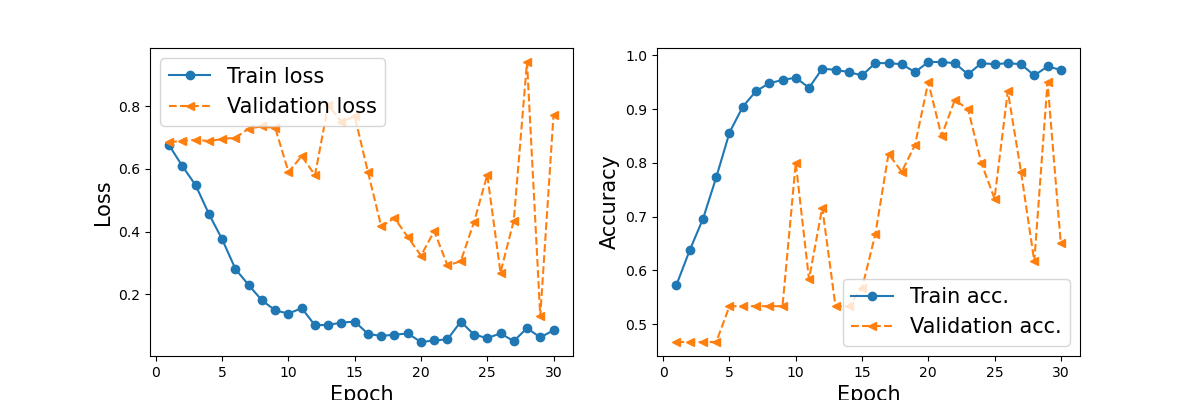 Train loss
Validation loss
Loss
0.8
0.6
0.4
0.2
0 5 10 15 20 25 30
Epoch
Accuracy
1.0
0.9
0.8
0.7
0.6
0.5
Train acc.
Validation acc.
0 5 10 15 20 25 30
Epoch